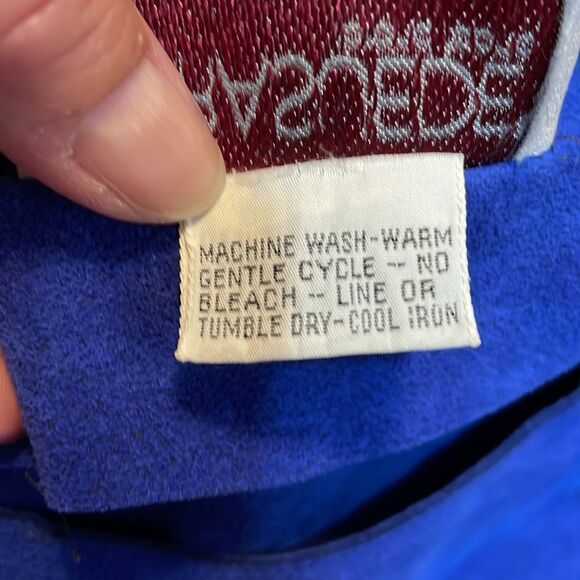 MACHINE WASH-WARM
GENTLE CYCLE -- NO
BLEACH -- LINE OR
TUMBLE DRY-COOL IRON